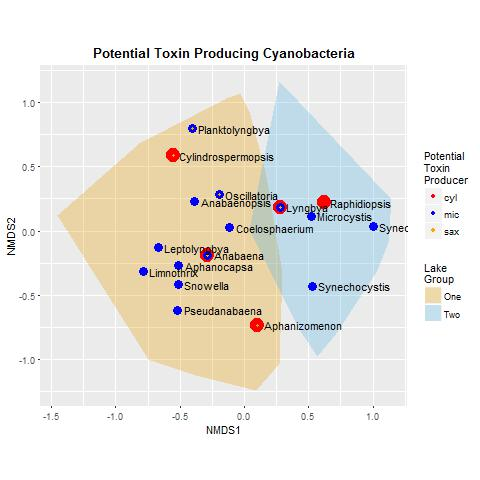 Potential Toxin Producing Cyanobacteria
Planktolyngbya
Cylindrospermopsis
Oscillatoria
Anabaenopsis
Lyngbya
Raphidiopsis
Microcystis
Coelosphaerium
Synec
Leptolyngbya
Anabaena
Aphanocapsa
Limnothrix
Snowella
Synechocystis
Pseudanabaena
Aphanizomenon
1.0
0.5
0.0
-0.5
-1.0
NMDS2
-1.5 -1.0 -0.5 0.0 0.5 1.0
NMDS1
Potential
Toxin
Producer
cyl
mic
sax
Lake
Group
One
Two